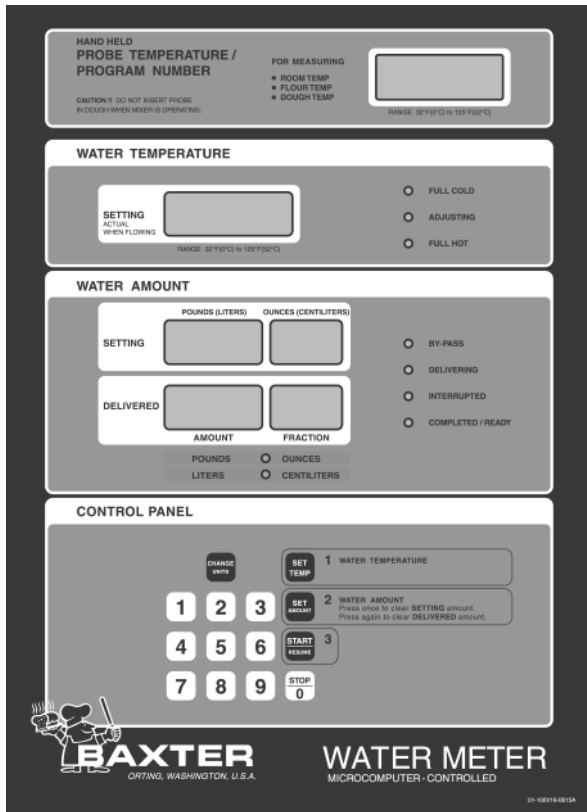 HAND HELD
PROBE TEMPERATURE /
PROGRAM NUMBER
CAUTION !! DO NOT INSERT PROBE
IN DOUGH WHEN MIXER IS OPERATING.
FOR MEASURING
• ROOM TEMP
• FLOUR TEMP
• DOUGH TEMP
RANGE 32°F(0°C) to 125°F(52°C)
WATER TEMPERATURE
SETTING
ACTUAL
WHEN FLOWING
RANGE 32°F(0°C) to 125°F(52°C)
FULL COLD
ADJUSTING
FULL HOT
WATER AMOUNT
POUNDS (LITERS) OUNCES (CENTILITERS)
SETTING
DELIVERED
AMOUNT FRACTION
POUNDS OUNCES
LITERS CENTILITERS
BY-PASS
DELIVERING
INTERRUPTED
COMPLETED / READY
CONTROL PANEL
CHANGE
UNITS
SET
TEMP
1 WATER TEMPERATURE
1 2 3
SET
AMOUNT
2 WATER AMOUNT
Press once to clear SETTING amount.
Press again to clear DELIVERED amount.
4 5 6
START
RESUME
3
7 8 9
STOP
0
BAXTER
ORTING, WASHINGTON, U.S.A.
WATER METER
MICROCOMPUTER - CONTROLLED